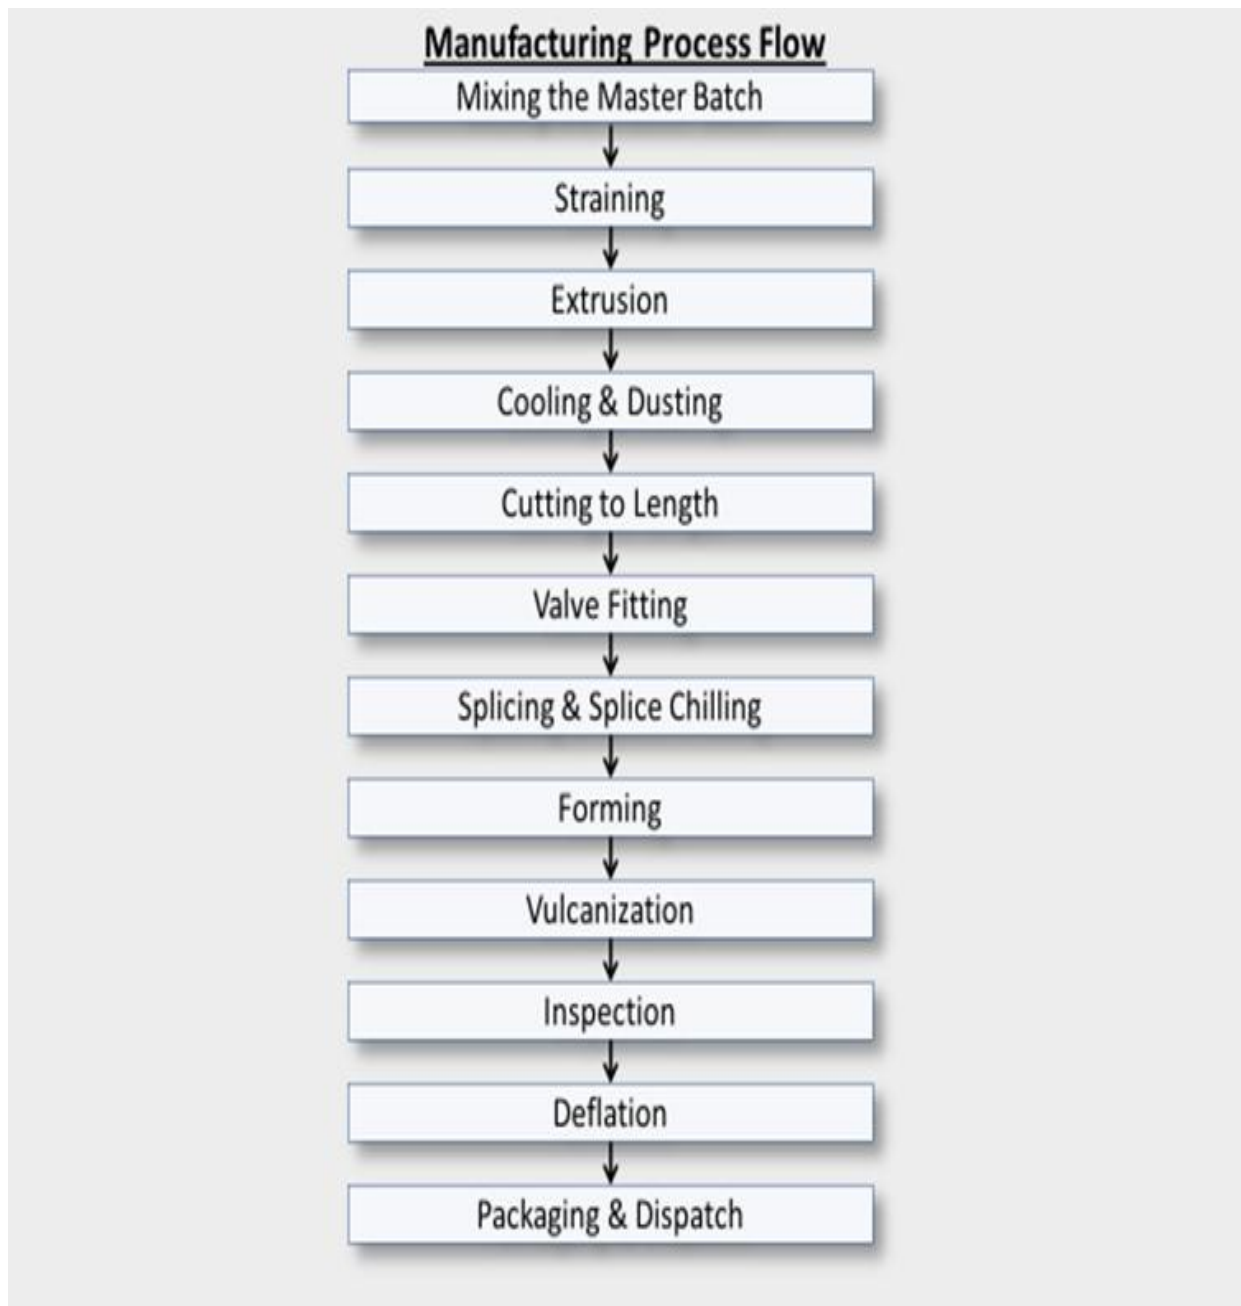 Manufacturing Process Flow
Mixing the Master Batch
Straining
Extrusion
Cooling & Dusting
Cutting to Length
Valve Fitting
Splicing & Splice Chilling
Forming
Vulcanization
Inspection
Deflation
Packaging & Dispatch